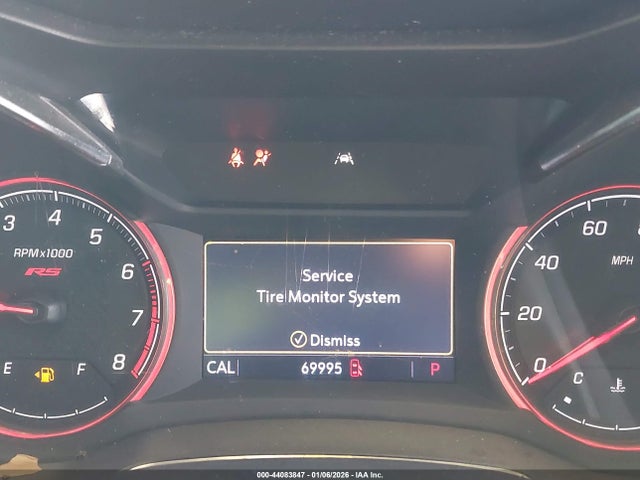 3 4 5 6 7 8
RPMx1000
RS
E F
Service
Tire Monitor System
Dismiss
CAL 69995 P
0 20 40 60
MPH
C
000-44083847 - 01/06/2026 - IAA Inc.